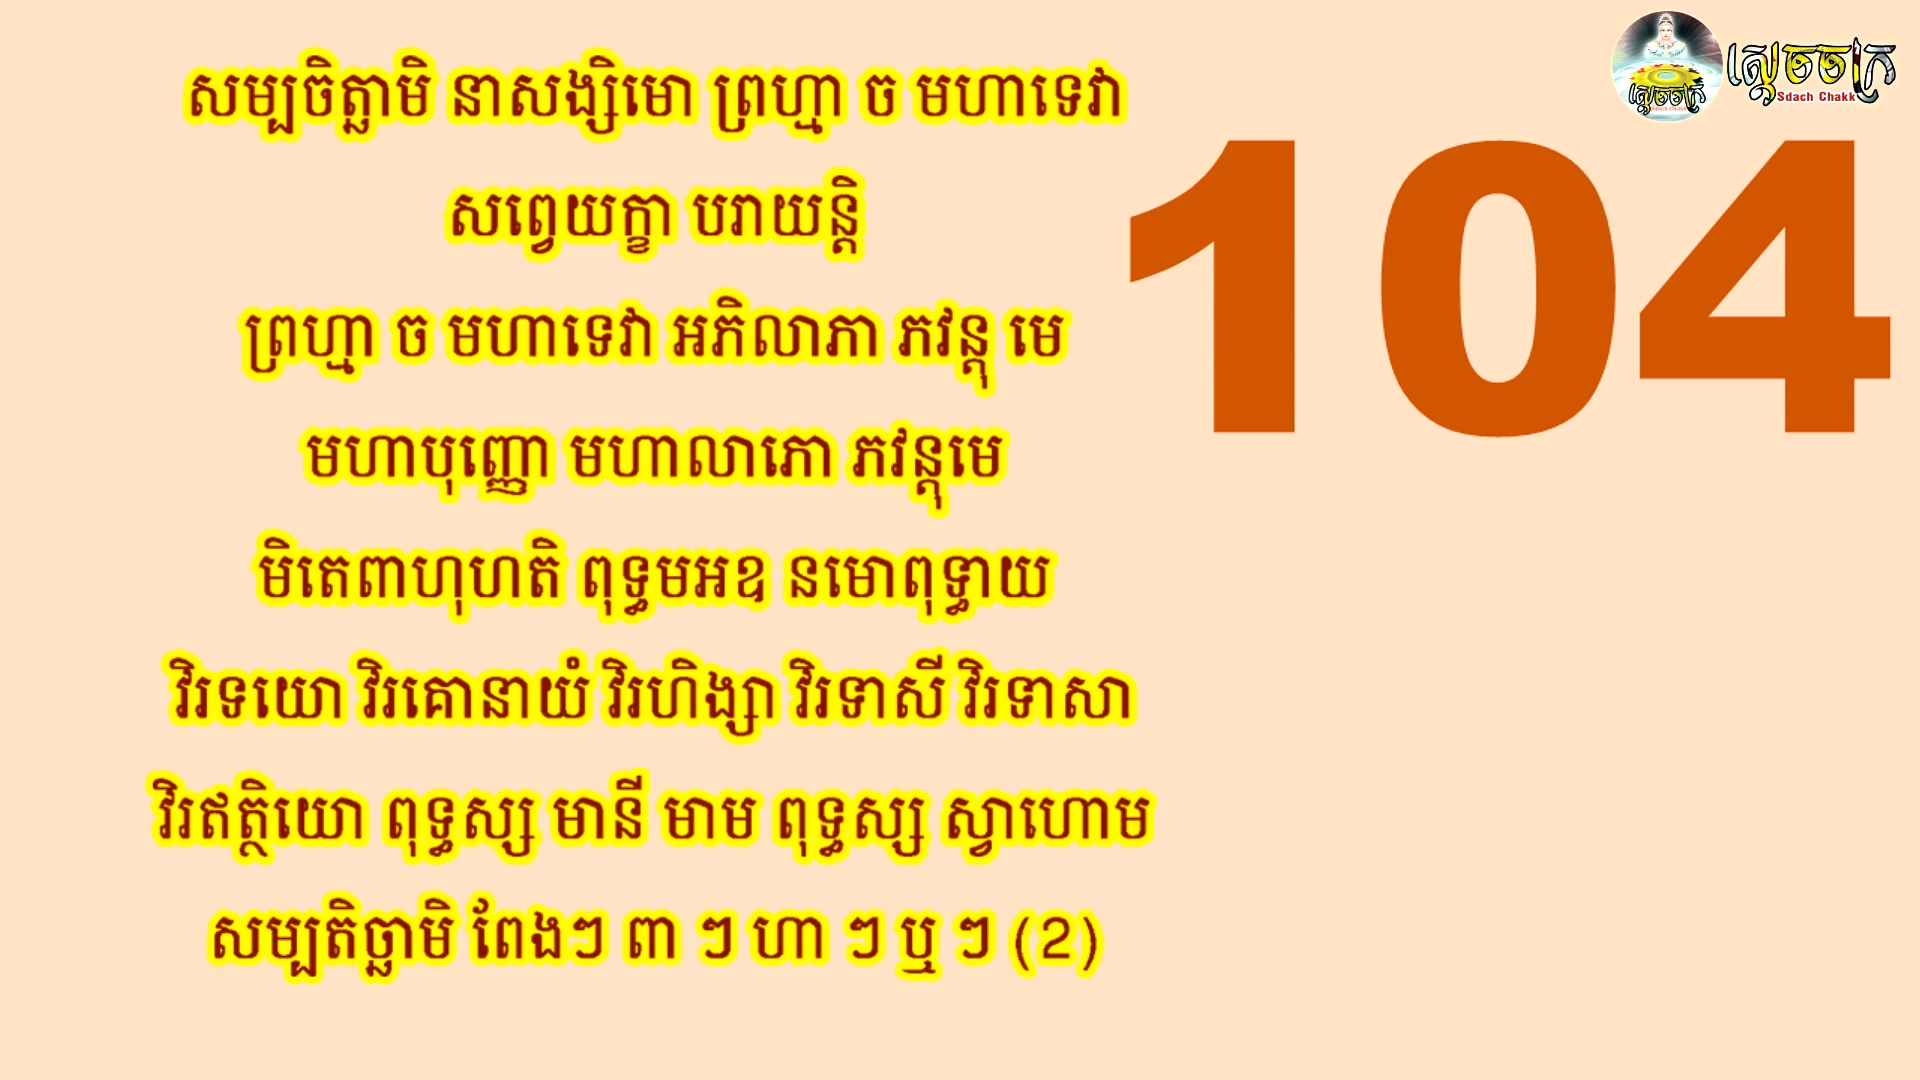 សម្បចិត្ឆាមិ នាសង្សិមោ ព្រហ្មា ច មហាទេវា
សព្វេយក្ខា បរាយន្តិ
ព្រហ្មា ច មហាទេវា អភិលាភា ភវន្តុ មេ
មហាបុញ្ញោ មហាលាភោ ភវន្តុមេ
មិតេពាហុហតិ ពុទ្ធមអឧ នមោពុទ្ធាយ
វិរទយោ វិរគោនាយំ វិរហិង្សា វិរទាសី វិរទាសា
វិរឥត្ថិយោ ពុទ្ធស្ស មានី មាម ពុទ្ធស្ស ស្វាហោម
សម្បតិច្ឆាមិ ពែងៗ ពា ៗ ហា ៗ ឬ ៗ (2)
104
ស្តេចចក្រ
Sdach Chakk
ស្តេចចក្រ